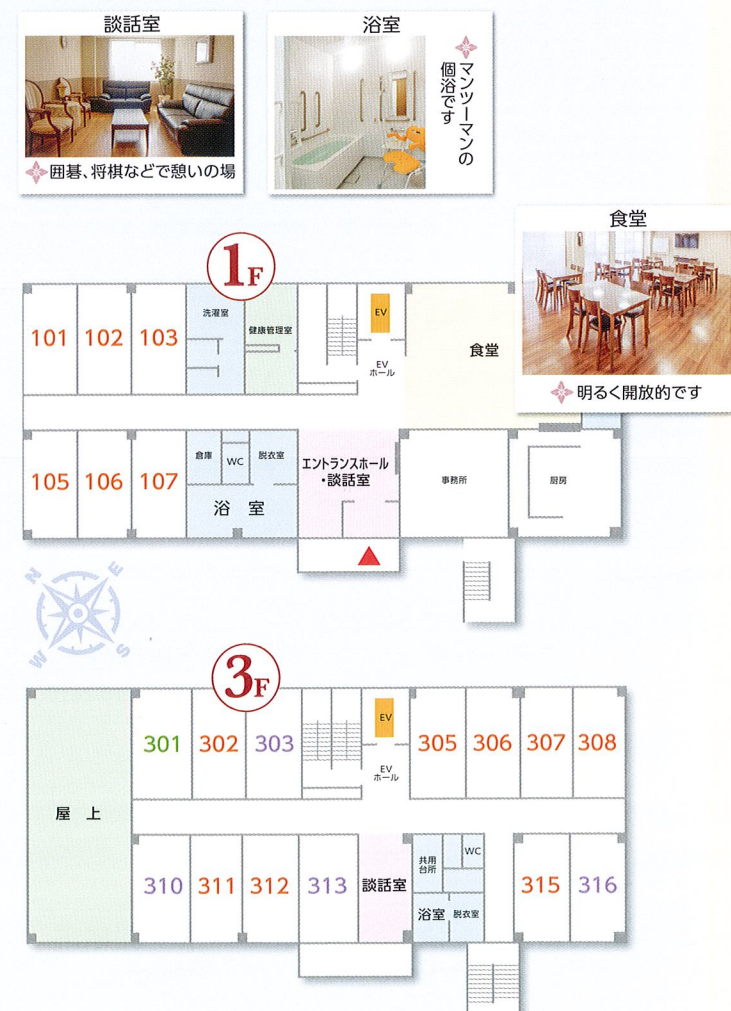 談話室
囲碁、将棋などで憩いの場
浴室
マンツーマンの
個浴です
食堂
明るく開放的です
1F
101
102
103
洗濯室
健康管理室
EV
EV
ホール
食堂
105
106
107
倉庫
WC
脱衣室
浴 室
エントランスホール
・談話室
事務所
厨房
N
E
W
S
3F
屋 上
301
302
303
EV
EV
ホール
305
306
307
308
310
311
312
313
談話室
共用
台所
WC
浴室
脱衣室
315
316